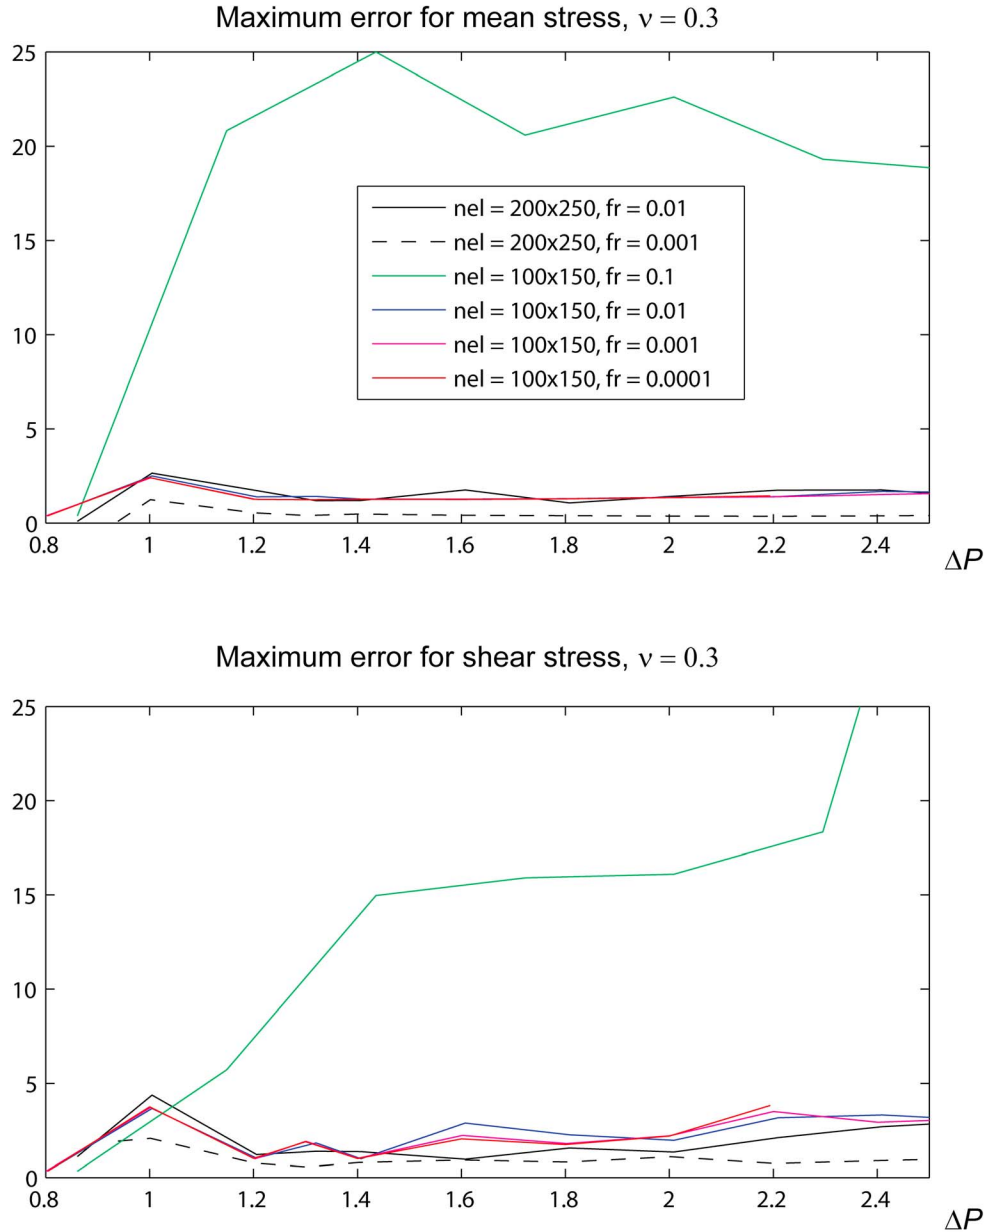 Maximum error for mean stress, ν = 0.3
25
20
15
10
5
0
nel = 200x250, fr = 0.01
nel = 200x250, fr = 0.001
nel = 100x150, fr = 0.1
nel = 100x150, fr = 0.01
nel = 100x150, fr = 0.001
nel = 100x150, fr = 0.0001
0.8 1 1.2 1.4 1.6 1.8 2 2.2 2.4
ΔP
Maximum error for shear stress, ν = 0.3
25
20
15
10
5
0
0.8 1 1.2 1.4 1.6 1.8 2 2.2 2.4
ΔP